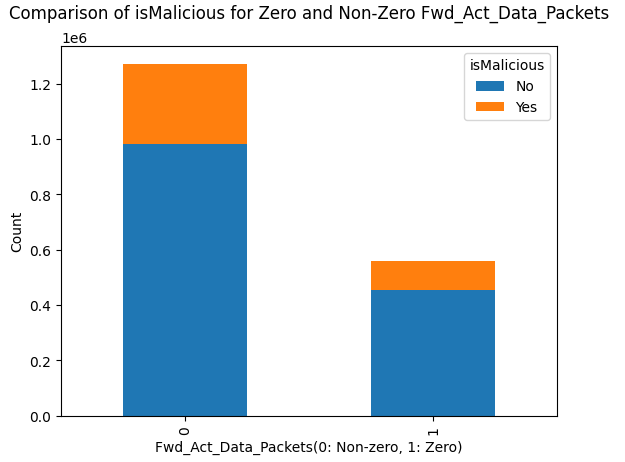 Comparison of isMalicious for Zero and Non-Zero Fwd_Act_Data_Packets
1e6
isMalicious
No
Yes
1.2
1.0
0.8
0.6
0.4
0.2
0.0
Count
0
1
Fwd_Act_Data_Packets(0: Non-zero, 1: Zero)